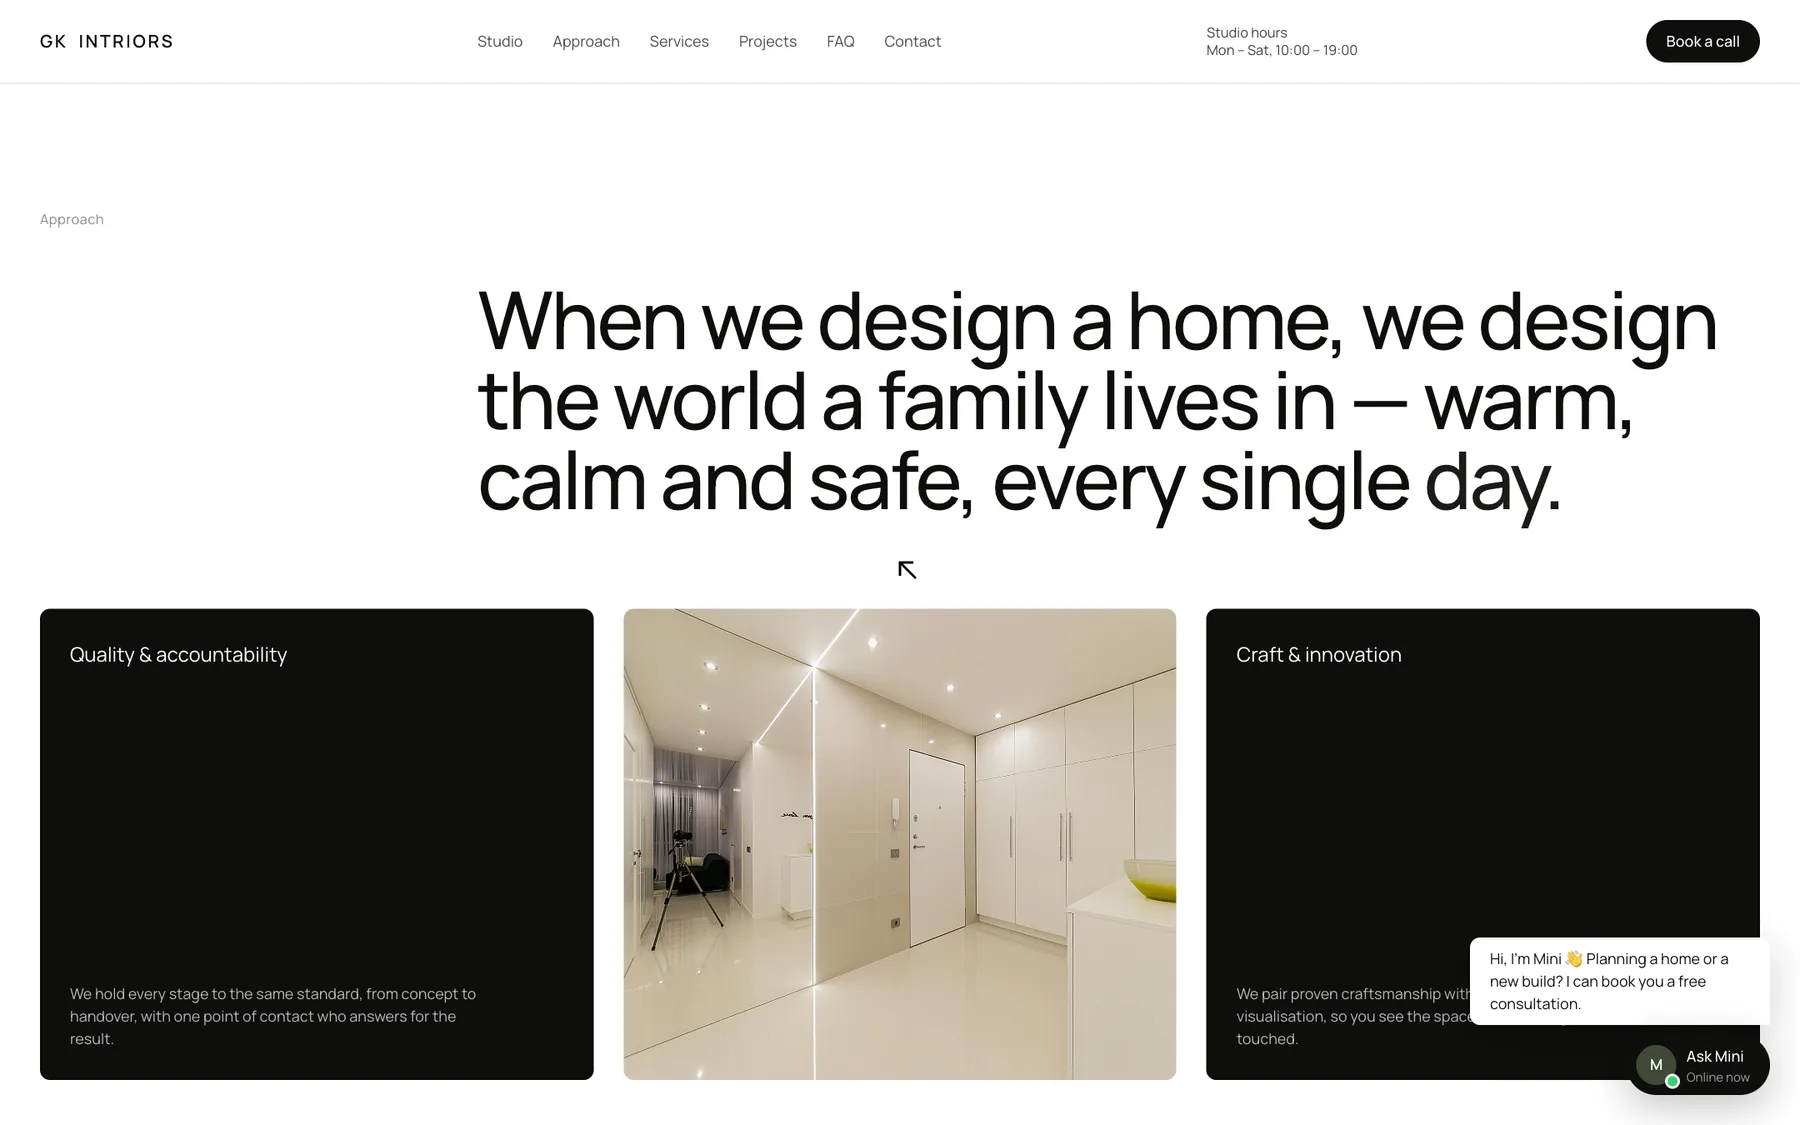 GK INTRIORS
Studio
Approach
Services
Projects
FAQ
Contact
Studio hours
Mon – Sat, 10:00 – 19:00
Book a call
Approach
When we design a home, we design
the world a family lives in — warm,
calm and safe, every single day.
Quality & accountability
We hold every stage to the same standard, from concept to
handover, with one point of contact who answers for the
result.
Craft & innovation
We pair proven craftsmanship with
visualisation, so you see the space
touched.
Hi, I'm Mini 👋 Planning a home or a
new build? I can book you a free
consultation.
M
Ask Mini
Online now